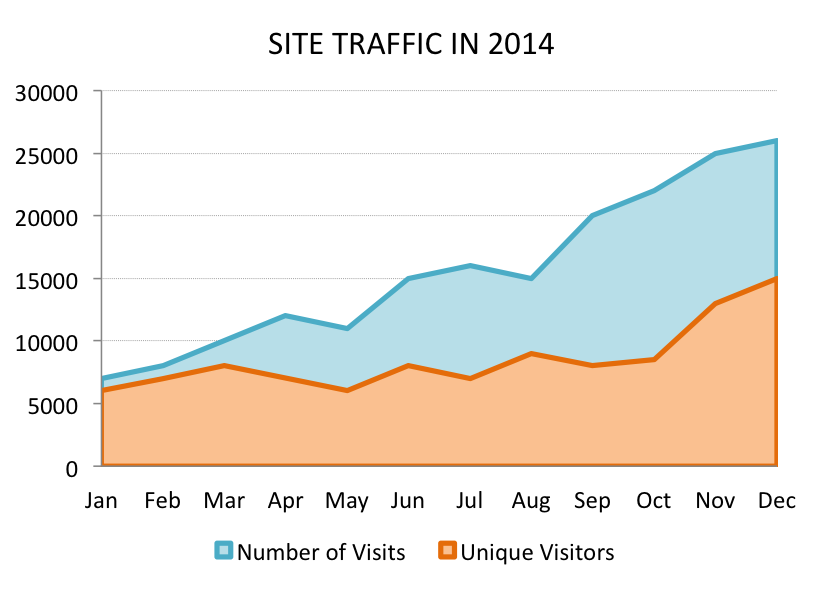 SITE TRAFFIC IN 2014
30000
25000
20000
15000
10000
5000
0
Jan Feb Mar Apr May Jun Jul Aug Sep Oct Nov Dec
Number of Visits Unique Visitors